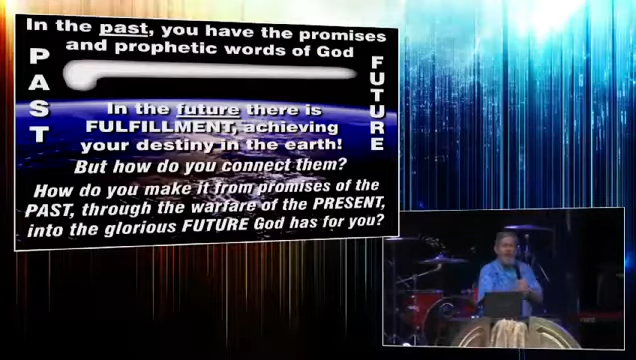 In the past, you have the promises
and prophetic words of God
PAST
FUTURE
In the future there is
FULFILLMENT, achieving
your destiny in the earth!
But how do you connect them?
How do you make it from promises of the
PAST, through the warfare of the PRESENT,
into the glorious FUTURE God has for you?